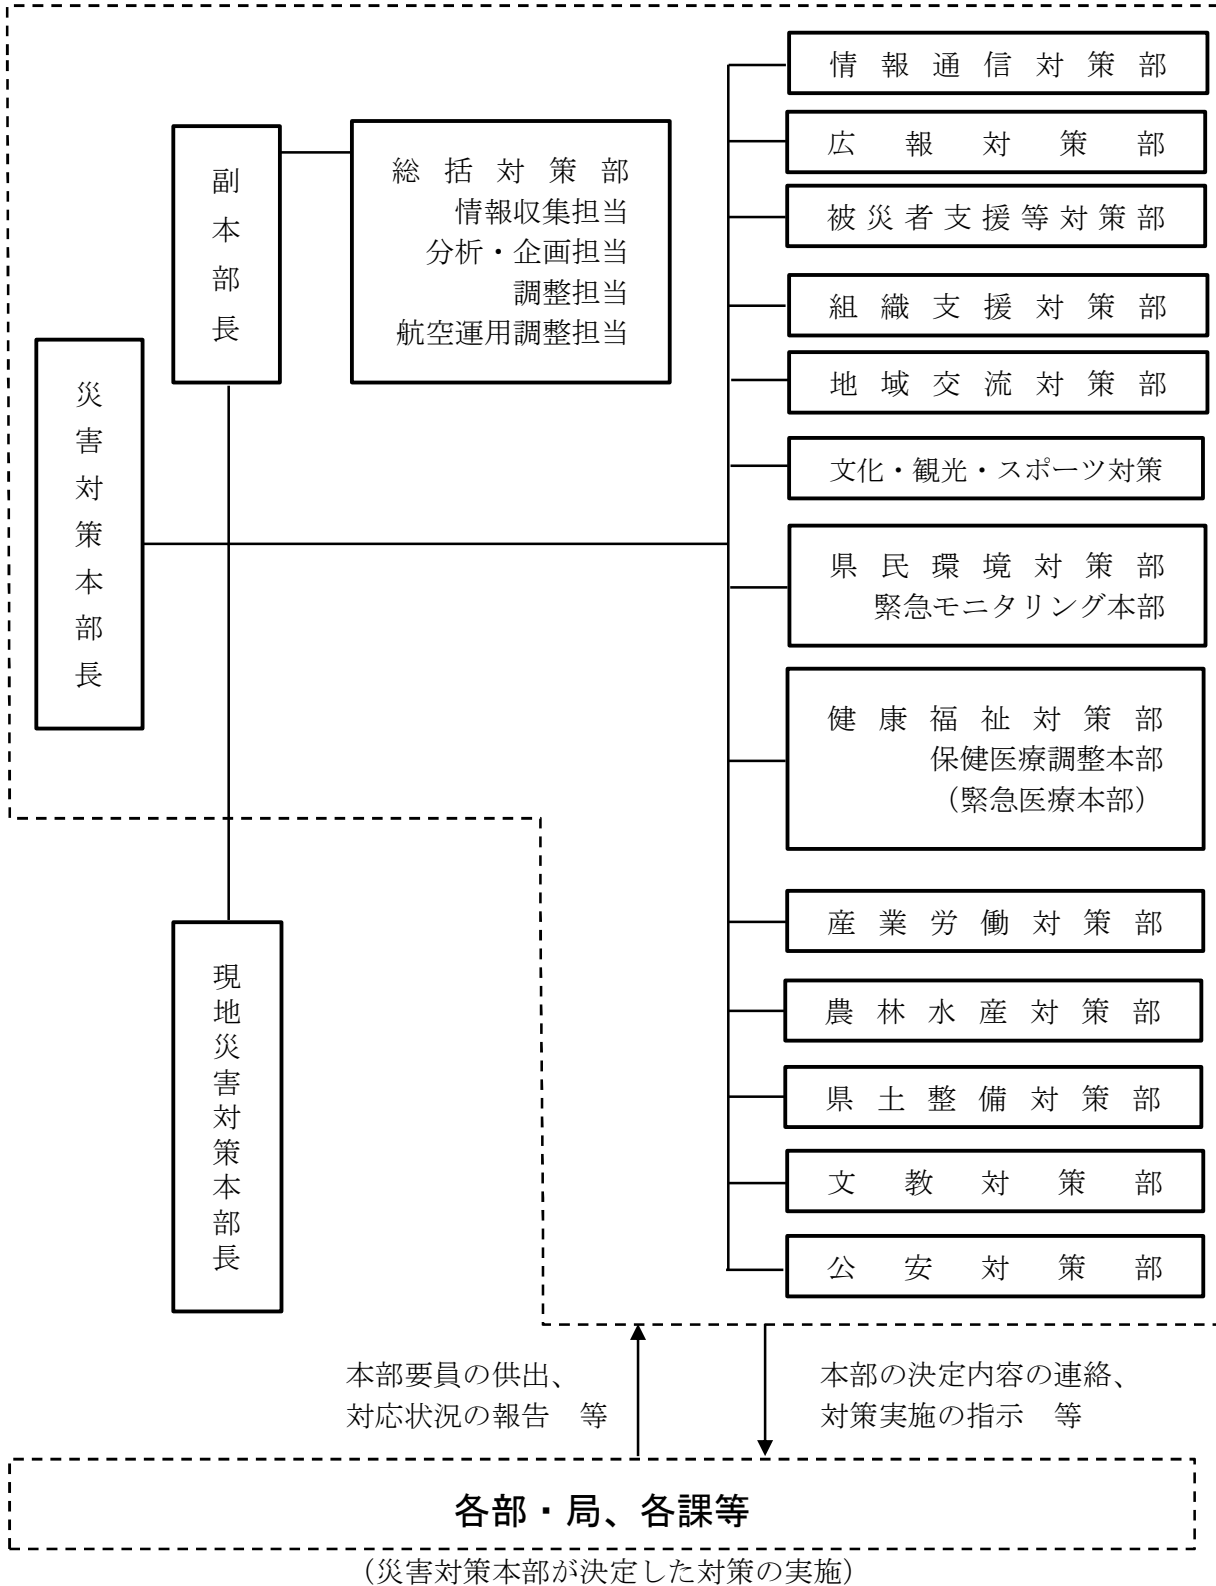 災害対策本部長
副本部長
総括対策部
情報収集担当
分析・企画担当
調整担当
航空運用調整担当
現地災害対策本部長
情報通信対策部
広報対策部
被災者支援等対策部
組織支援対策部
地域交流対策部
文化・観光・スポーツ対策
県民環境対策部
緊急モニタリング本部
健康福祉対策部
保健医療調整本部
（緊急医療本部）
産業労働対策部
農林水産対策部
県土整備対策部
文教対策部
公安対策部
本部要員の供出、
対応状況の報告　等
本部の決定内容の連絡、
対策実施の指示　等
各部・局、各課等
（災害対策本部が決定した対策の実施）